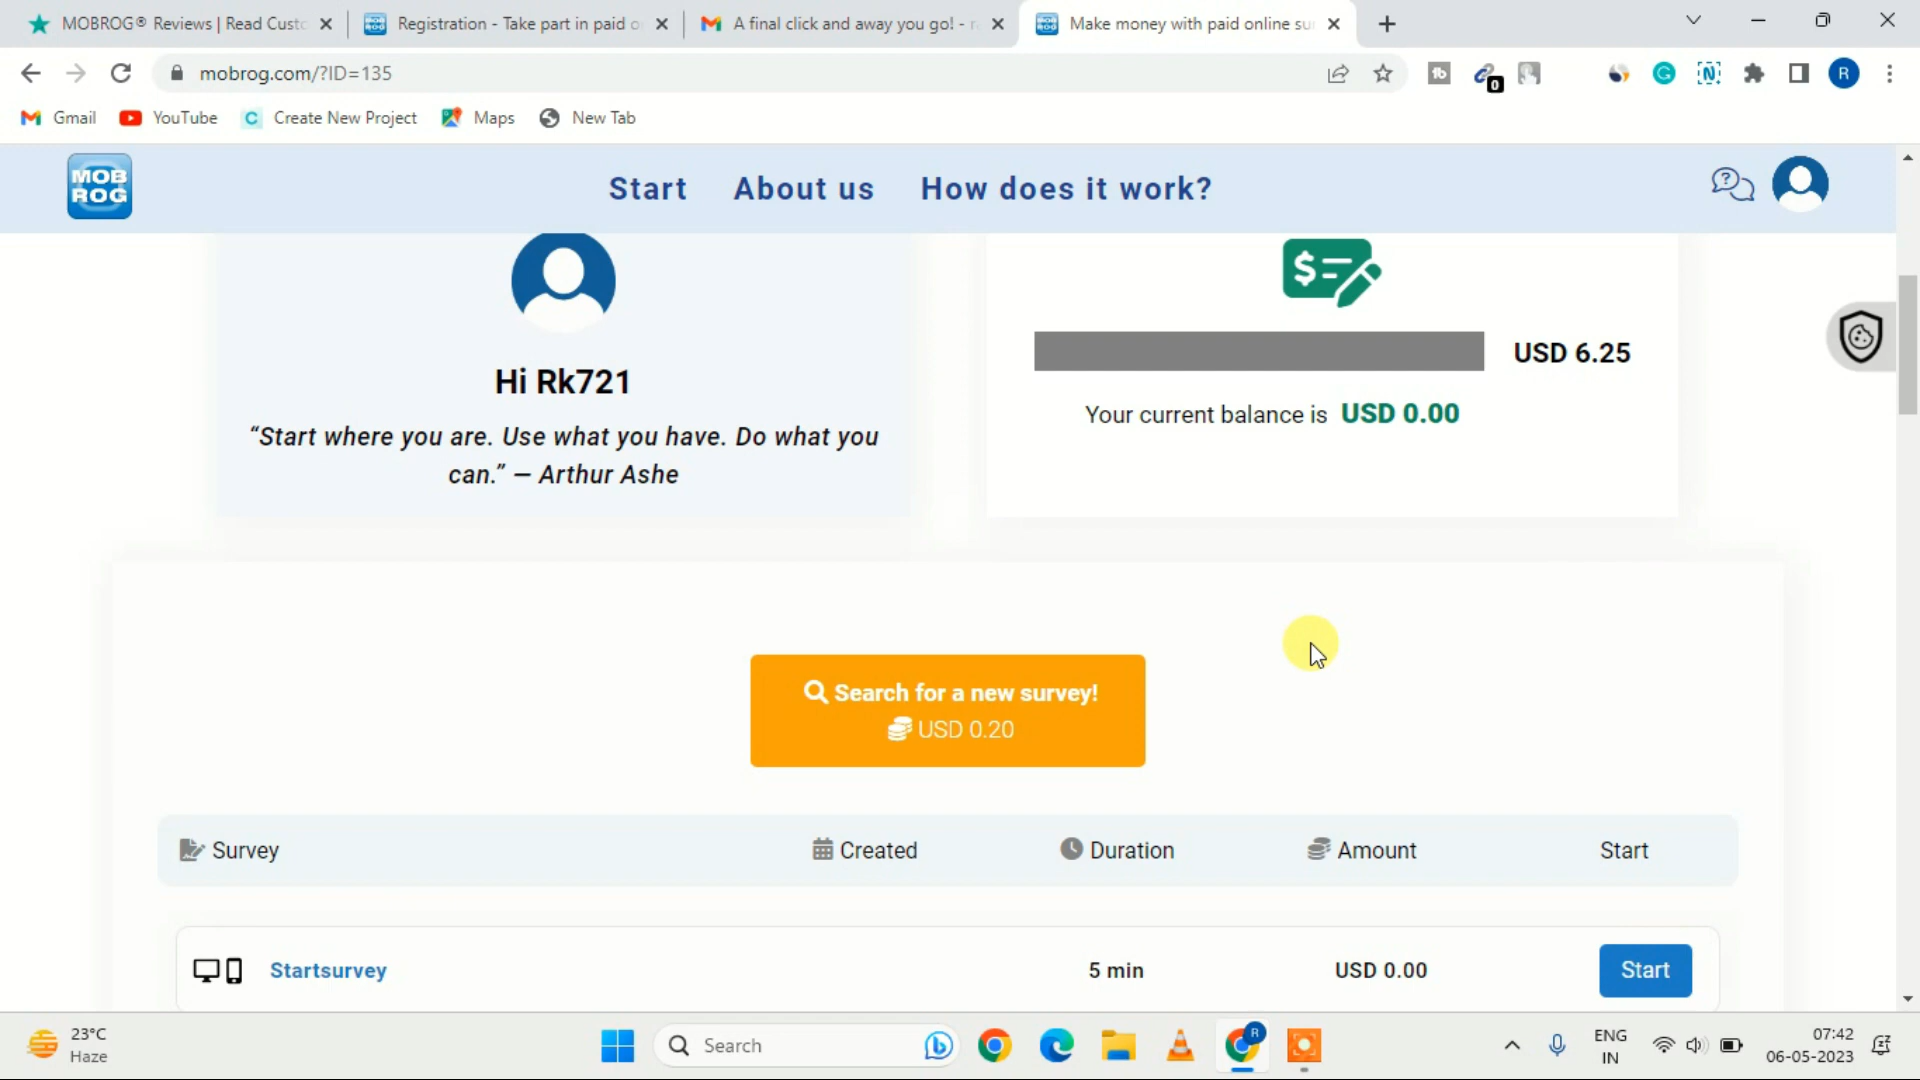 MOBROG® Reviews | Read Custo
Registration - Take part in paid o
A final click and away you go! - r
Make money with paid online su
mobrog.com/?ID=135
0
R
Gmail
YouTube
Create New Project
Maps
New Tab
MOB
ROG
Start
About us
How does it work?
Hi Rk721
“Start where you are. Use what you have. Do what you
can.” — Arthur Ashe
USD 6.25
Your current balance is USD 0.00
Search for a new survey!
USD 0.20
Survey
Created
Duration
Amount
Start
Startsurvey
5 min
USD 0.00
Start
23°C
Haze
Search
R
ENG
IN
07:42
06-05-2023